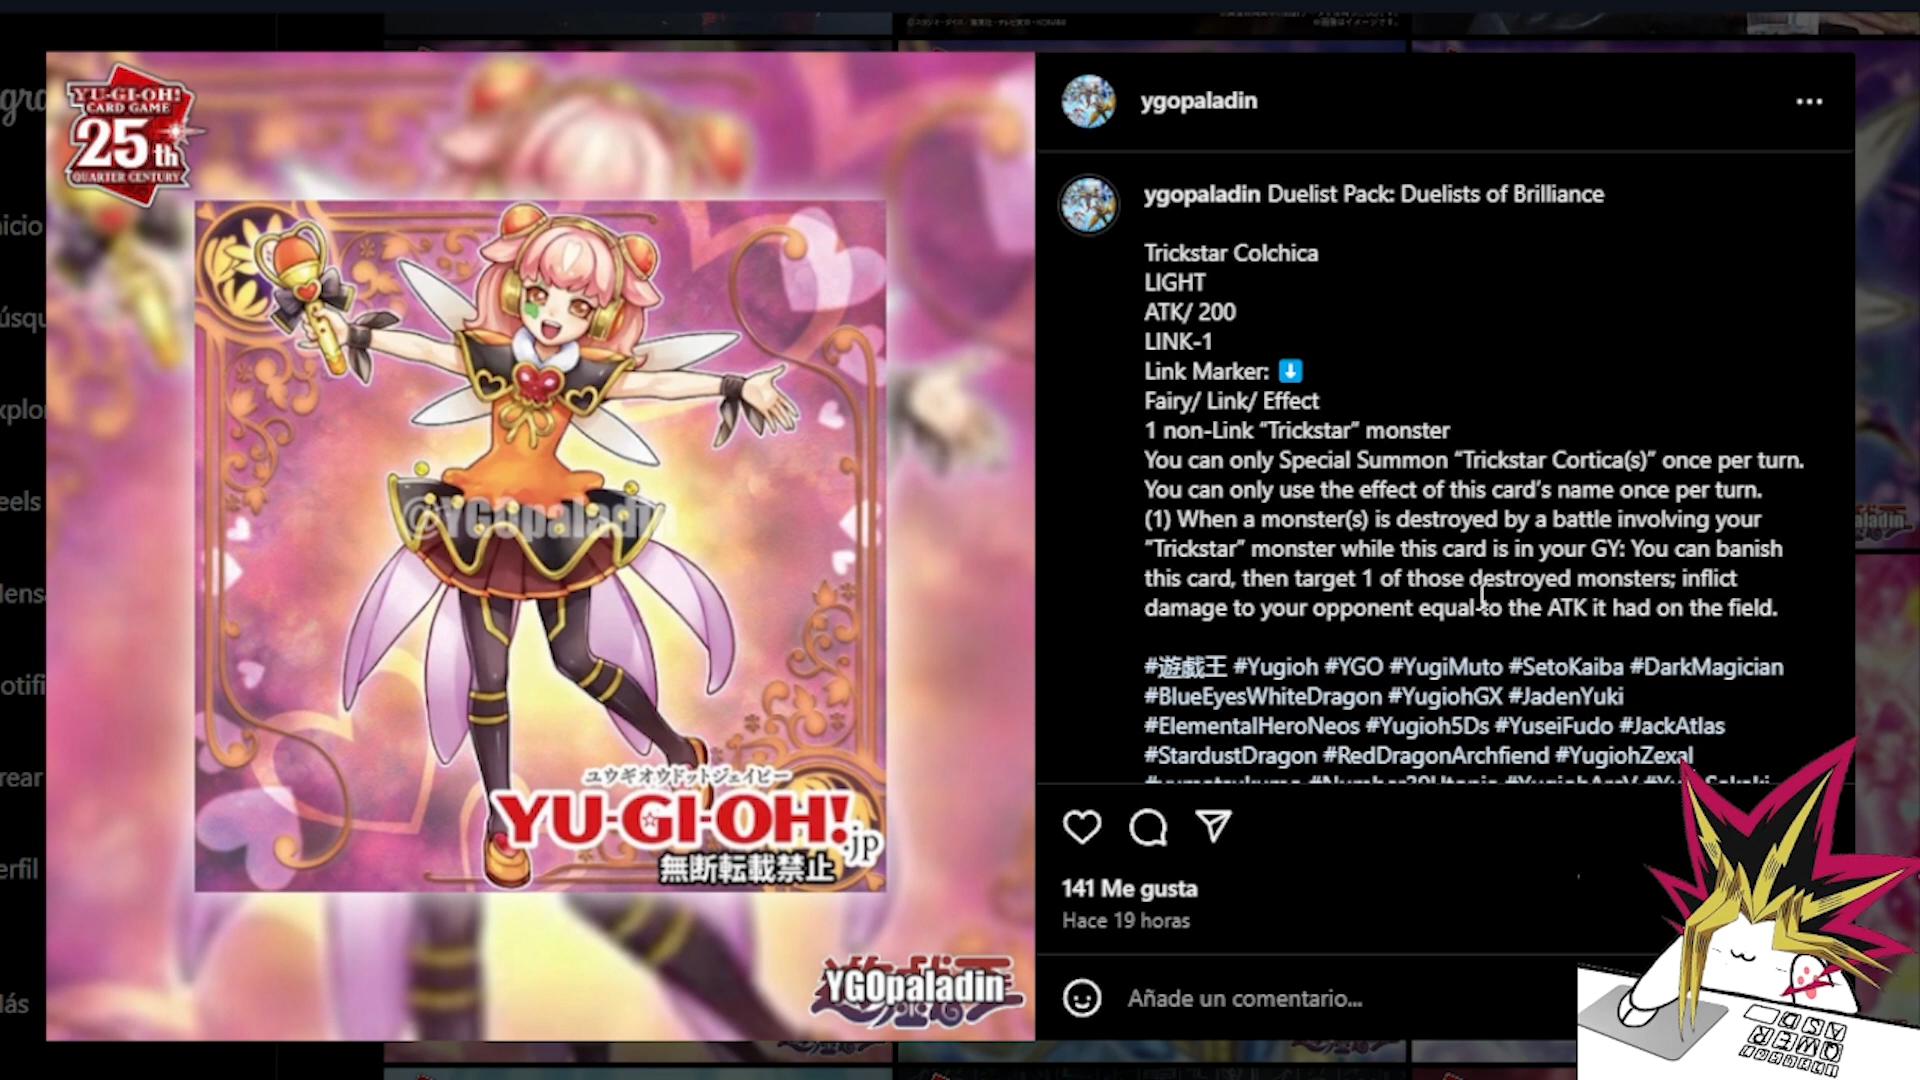 YU-GI-OH!
CARD GAME
25th
QUARTER CENTURY
@YGOpaladin
ユウギオウドットジェイピー
YU-GI-OH!.jp
無断転載禁止
YGOpaladin
ygopaladin
ygopaladin Duelist Pack: Duelists of Brilliance
Trickstar Colchica
LIGHT
ATK/ 200
LINK-1
Link Marker: ⬇
Fairy/ Link/ Effect
1 non-Link “Trickstar” monster
You can only Special Summon “Trickstar Cortica(s)” once per turn.
You can only use the effect of this card’s name once per turn.
(1) When a monster(s) is destroyed by a battle involving your
“Trickstar” monster while this card is in your GY: You can banish
this card, then target 1 of those destroyed monsters; inflict
damage to your opponent equal to the ATK it had on the field.
#遊戯王 #Yugioh #YGO #YugiMuto #SetoKaiba #DarkMagician
#BlueEyesWhiteDragon #YugiohGX #JadenYuki
#ElementalHeroNeos #Yugioh5Ds #YuseiFudo #JackAtlas
#StardustDragon #RedDragonArchfiend #YugiohZexal
141 Me gusta
Hace 19 horas
Añade un comentario...